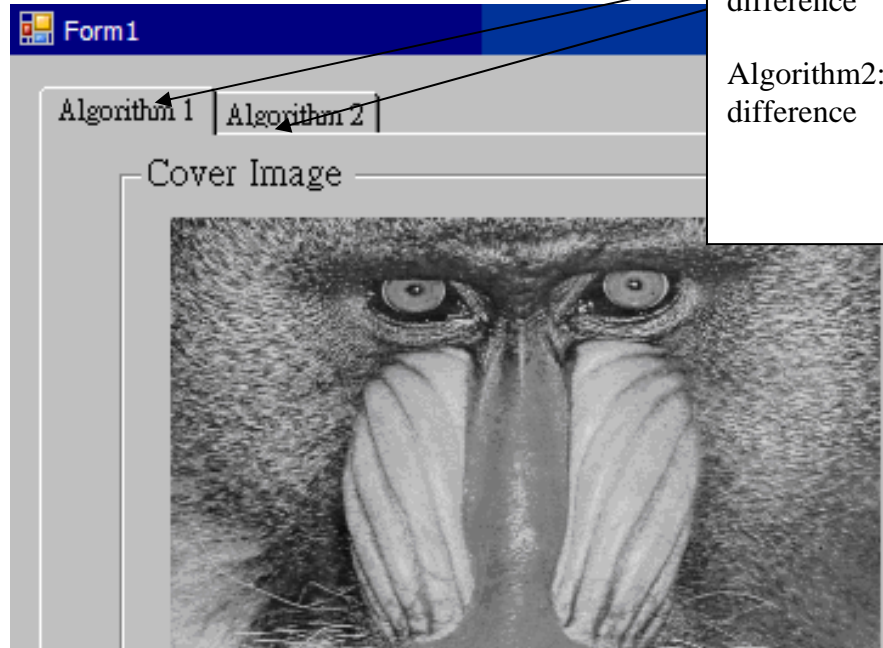 Form1
difference
Algorithm2:
difference
Algorithm 1
Algorithm 2
Cover Image